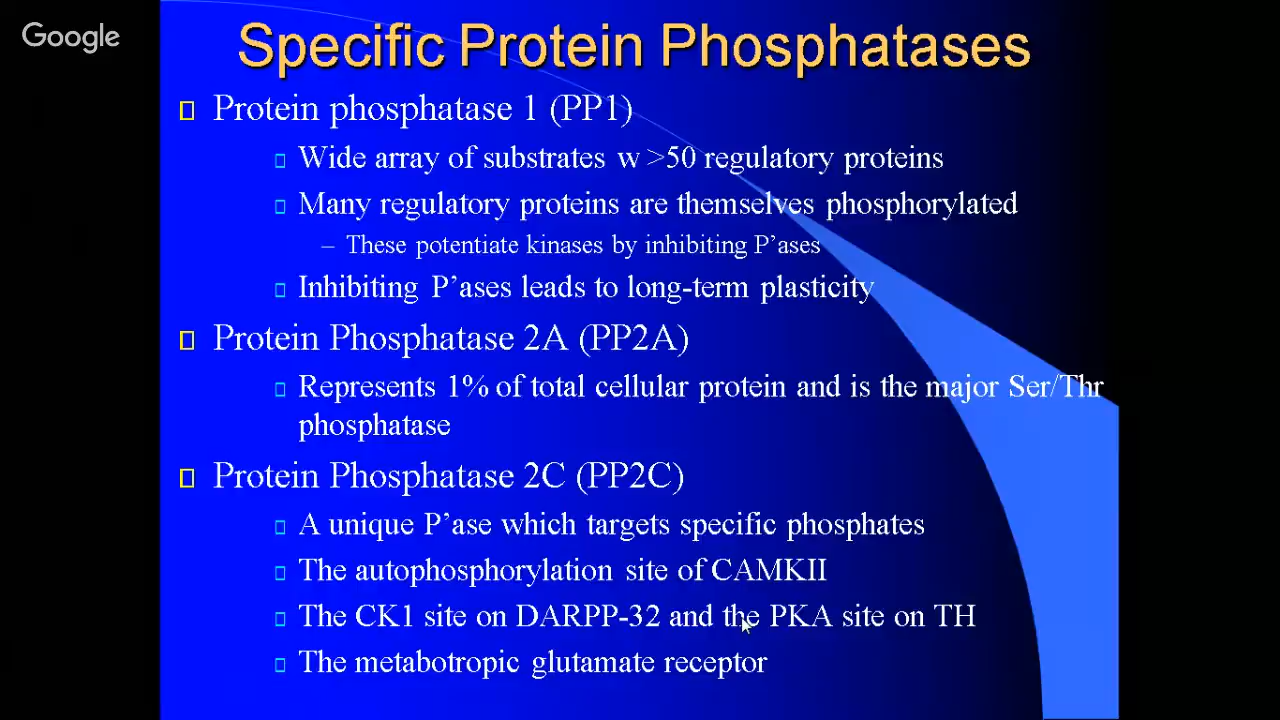 Google
Specific Protein Phosphatases
Protein phosphatase 1 (PP1)
Wide array of substrates w >50 regulatory proteins
Many regulatory proteins are themselves phosphorylated
– These potentiate kinases by inhibiting P'ases
Inhibiting P'ases leads to long-term plasticity
Protein Phosphatase 2A (PP2A)
Represents 1% of total cellular protein and is the major Ser/Thr
phosphatase
Protein Phosphatase 2C (PP2C)
A unique P'ase which targets specific phosphates
The autophosphorylation site of CAMKII
The CK1 site on DARPP-32 and the PKA site on TH
The metabotropic glutamate receptor